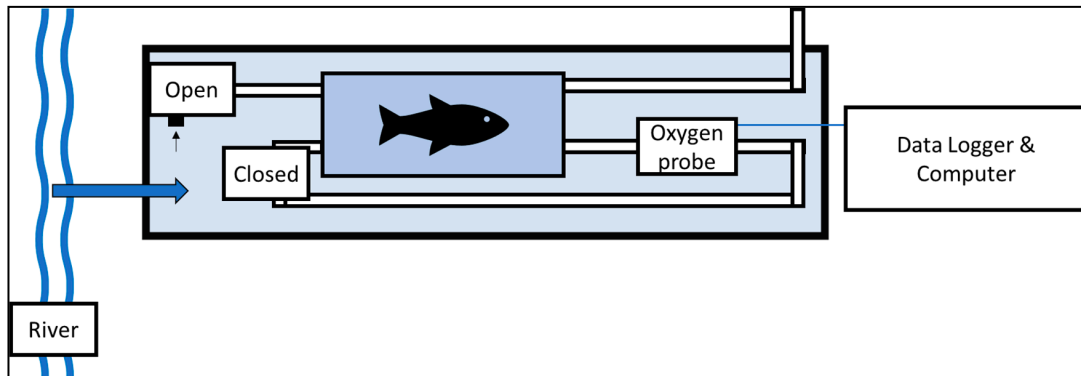 Open
Closed
Oxygen
probe
Data Logger &
Computer
River